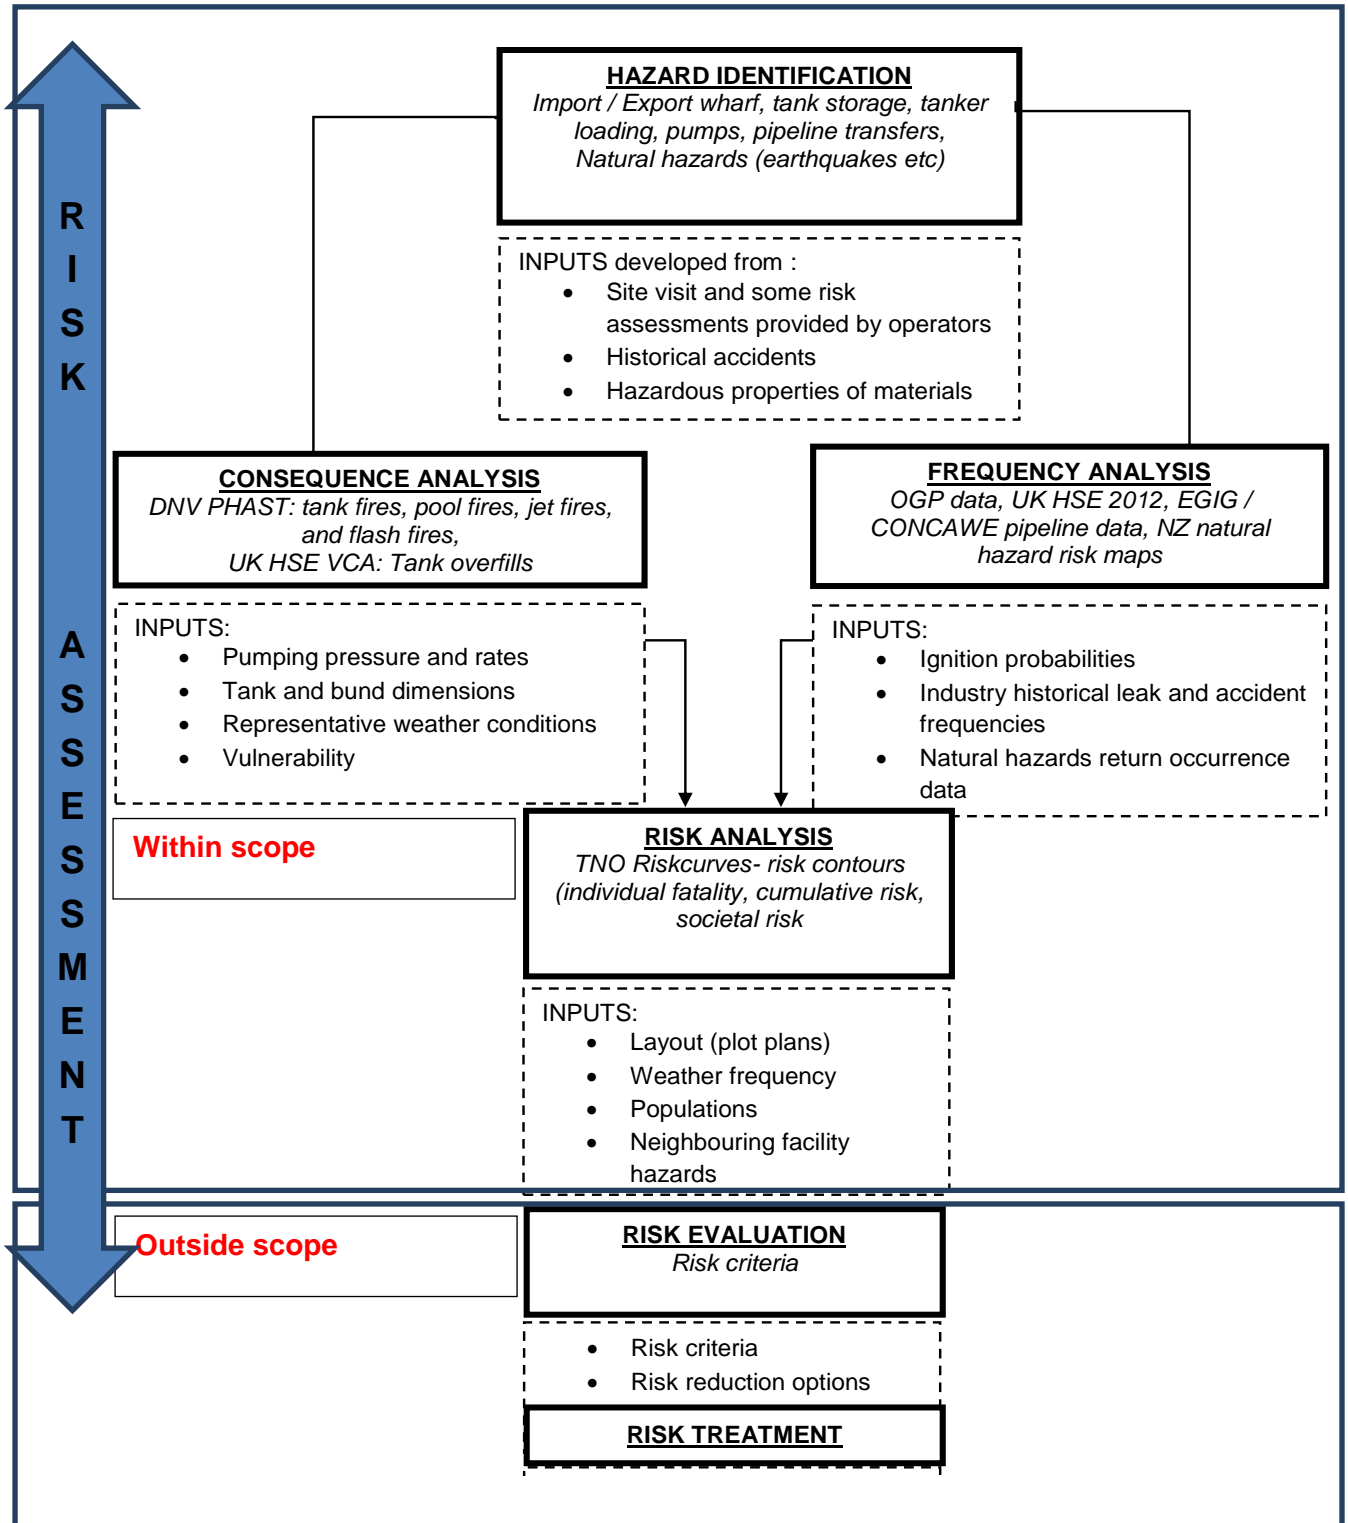 HAZARD IDENTIFICATION
Import / Export wharf, tank storage, tanker
loading, pumps, pipeline transfers,
Natural hazards (earthquakes etc)
INPUTS developed from :
• Site visit and some risk
assessments provided by operators
• Historical accidents
• Hazardous properties of materials
R
I
S
K
A
S
S
E
S
S
M
E
N
T
CONSEQUENCE ANALYSIS
DNV PHAST: tank fires, pool fires, jet fires,
and flash fires,
UK HSE VCA: Tank overfills
INPUTS:
• Pumping pressure and rates
• Tank and bund dimensions
• Representative weather conditions
• Vulnerability
FREQUENCY ANALYSIS
OGP data, UK HSE 2012, EGIG /
CONCAWE pipeline data, NZ natural
hazard risk maps
INPUTS:
• Ignition probabilities
• Industry historical leak and accident
frequencies
• Natural hazards return occurrence
data
Within scope
RISK ANALYSIS
TNO Riskcurves- risk contours
(individual fatality, cumulative risk,
societal risk
INPUTS:
• Layout (plot plans)
• Weather frequency
• Populations
• Neighbouring facility
hazards
Outside scope
RISK EVALUATION
Risk criteria
• Risk criteria
• Risk reduction options
RISK TREATMENT